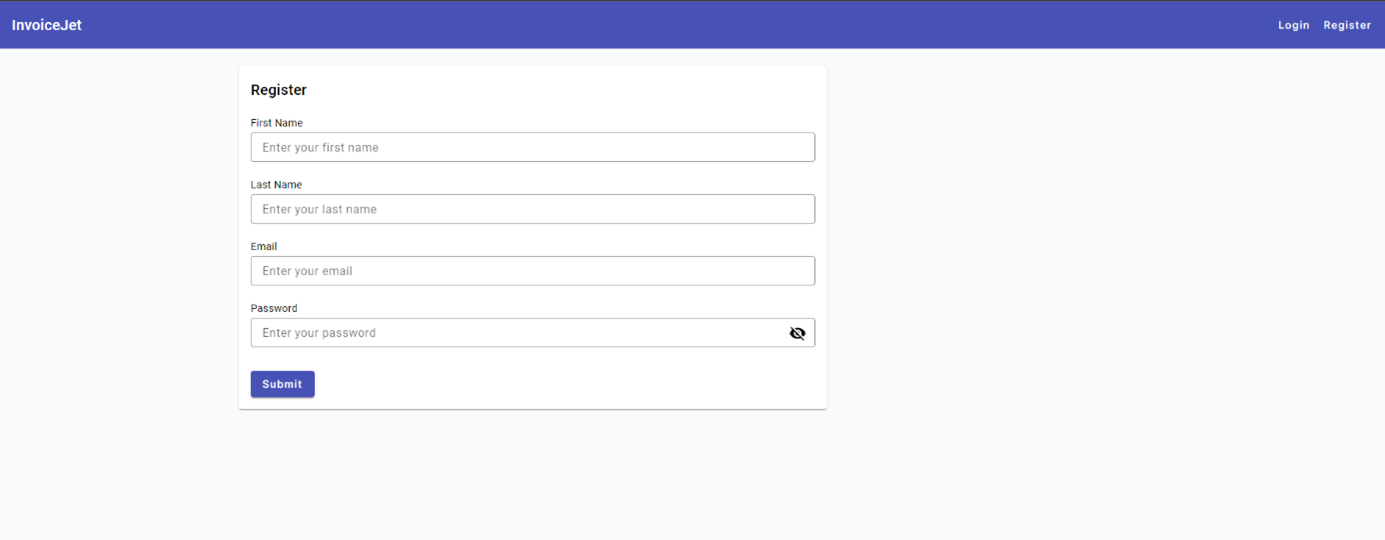 InvoiceJet
Login Register
Register
First Name
Enter your first name
Last Name
Enter your last name
Email
Enter your email
Password
Enter your password
Submit